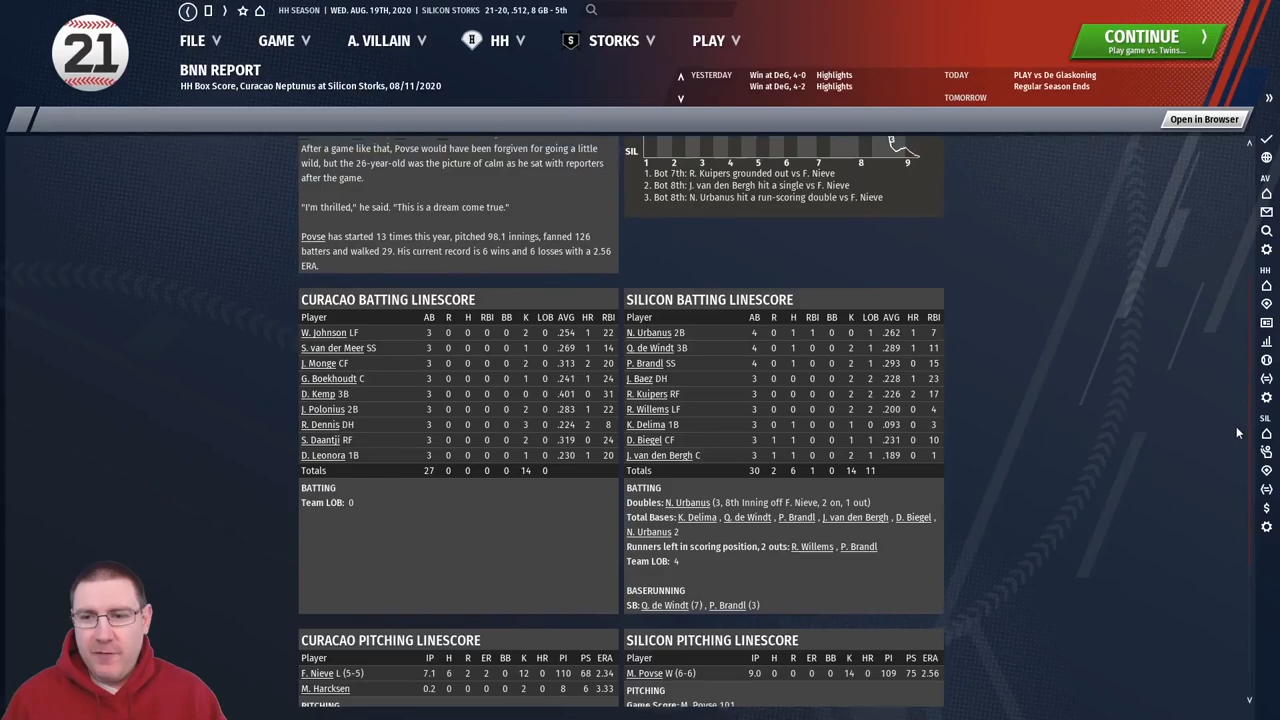 HH SEASON | WED. AUG. 19TH, 2020 | SILICON STORKS 21-20, .512, 8 GB - 5th
21
FILE GAME A. VILLAIN HH STORKS PLAY
CONTINUE
Play game vs. Twins...
BNN REPORT
HH Box Score, Curacao Neptunus at Silicon Storks, 08/11/2020
YESTERDAY Win at DeG, 4-0 Highlights
Win at DeG, 4-2 Highlights
TODAY PLAY vs De Glaskoning
TOMORROW Regular Season Ends
Open in Browser
After a game like that, Povse would have been forgiven for going a little
wild, but the 26-year-old was the picture of calm as he sat with reporters
after the game.
"I'm thrilled," he said. "This is a dream come true."
Povse has started 13 times this year, pitched 98.1 innings, fanned 126
batters and walked 29. His current record is 6 wins and 6 losses with a 2.56
ERA.
3
SIL
1 2 3 4 5 6 7 8 9
1. Bot 7th: R. Kuipers grounded out vs F. Nieve
2. Bot 8th: J. van den Bergh hit a single vs F. Nieve
3. Bot 8th: N. Urbanus hit a run-scoring double vs F. Nieve
CURACAO BATTING LINESCORE
Player AB R H RBI BB K LOB AVG HR RBI
W. Johnson LF 3 0 0 0 0 2 0 .254 1 22
S. van der Meer SS 3 0 0 0 0 1 0 .269 1 14
J. Monge CF 3 0 0 0 0 2 0 .313 2 20
G. Boekhoudt C 3 0 0 0 0 1 0 .241 1 24
D. Kemp 3B 3 0 0 0 0 0 0 .401 0 31
J. Polonius 2B 3 0 0 0 0 2 0 .283 1 22
R. Dennis DH 3 0 0 0 0 3 0 .224 2 8
S. Daantji RF 3 0 0 0 0 2 0 .319 0 24
D. Leonora 1B 3 0 0 0 0 1 0 .230 1 20
Totals 27 0 0 0 0 14 0
BATTING
Team LOB: 0
SILICON BATTING LINESCORE
Player AB R H RBI BB K LOB AVG HR RBI
N. Urbanus 2B 4 0 1 1 0 0 1 .262 1 7
Q. de Windt 3B 4 0 1 0 0 2 1 .289 1 11
P. Brandl SS 4 0 1 0 0 2 1 .293 0 15
J. Baez DH 3 0 0 0 0 2 2 .228 1 23
R. Kuipers RF 3 0 0 0 0 2 2 .226 2 17
R. Willems LF 3 0 0 0 0 2 2 .200 0 4
K. Delima 1B 3 0 1 0 0 1 0 .093 0 3
D. Biegel CF 3 1 1 0 0 1 1 .231 0 10
J. van den Bergh C 3 1 1 0 0 2 1 .189 0 1
Totals 30 2 6 1 0 14 11
BATTING
Doubles: N. Urbanus (3, 8th Inning off F. Nieve, 2 on, 1 out)
Total Bases: K. Delima , Q. de Windt , P. Brandl , J. van den Bergh , D. Biegel ,
N. Urbanus 2
Runners left in scoring position, 2 outs: R. Willems , P. Brandl
Team LOB: 4
BASERUNNING
SB: Q. de Windt (7) , P. Brandl (3)
CURACAO PITCHING LINESCORE
Player IP H R ER BB K HR PI PS ERA
F. Nieve L (5-5) 7.1 6 2 2 0 12 0 110 68 2.34
M. Harcksen 0.2 0 0 0 0 2 0 8 6 3.33
PITCHING
SILICON PITCHING LINESCORE
Player IP H R ER BB K HR PI PS ERA
M. Povse W (6-6) 9.0 0 0 0 0 14 0 109 75 2.56
PITCHING
Game Score: M. Povse 101
AV
HH
SIL